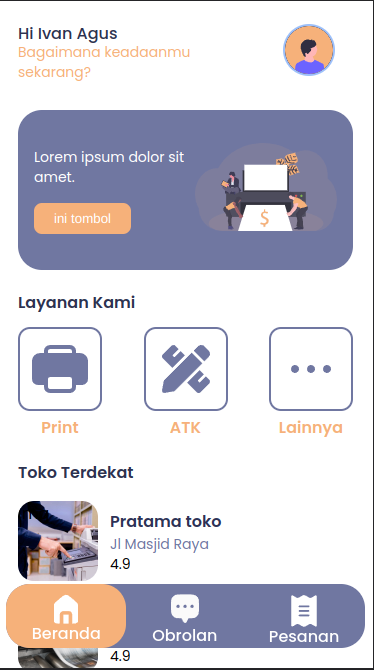 Hi Ivan Agus
Bagaimana keadaanmu
sekarang?
Lorem ipsum dolor sit
amet.
ini tombol
$
Layanan Kami
Print
ATK
Lainnya
Toko Terdekat
Pratama toko
Jl Masjid Raya
4.9
Beranda
Obrolan
Pesanan
4.9